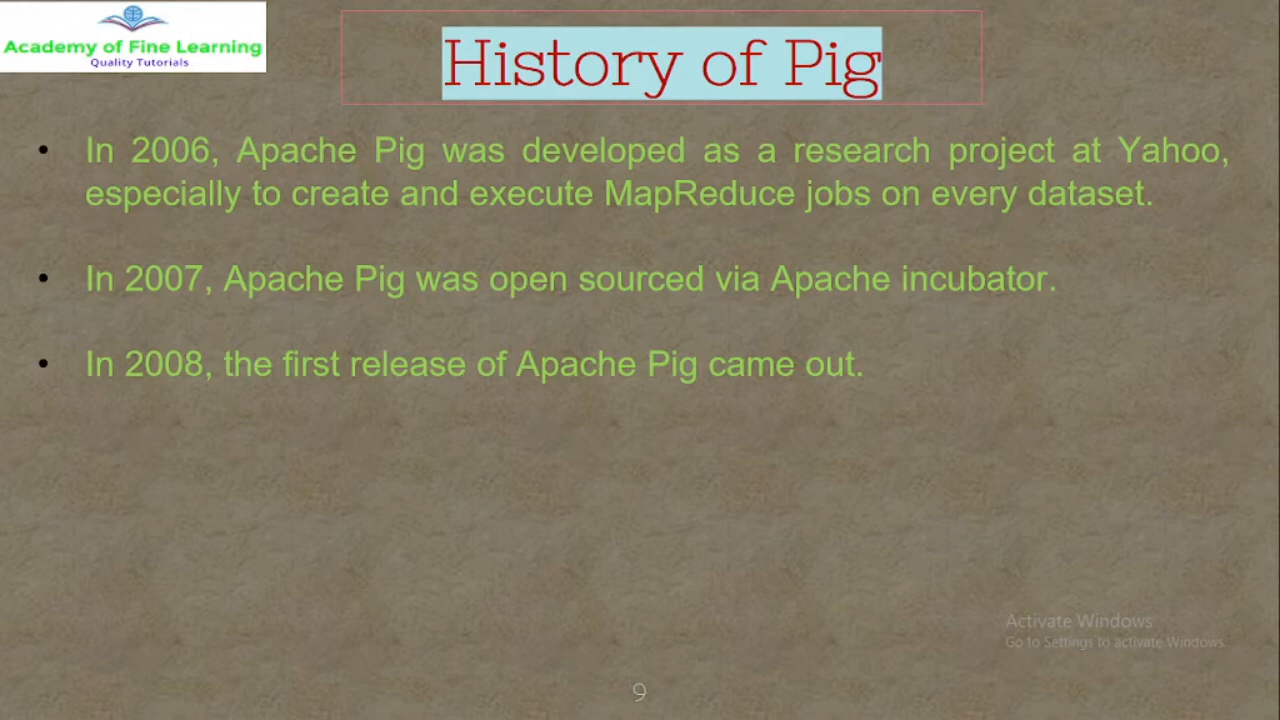 Academy of Fine Learning
Quality Tutorials
History of Pig
• In 2006, Apache Pig was developed as a research project at Yahoo,
especially to create and execute MapReduce jobs on every dataset.
• In 2007, Apache Pig was open sourced via Apache incubator.
• In 2008, the first release of Apache Pig came out.
Activate Windows
Go to Settings to activate Windows.
9